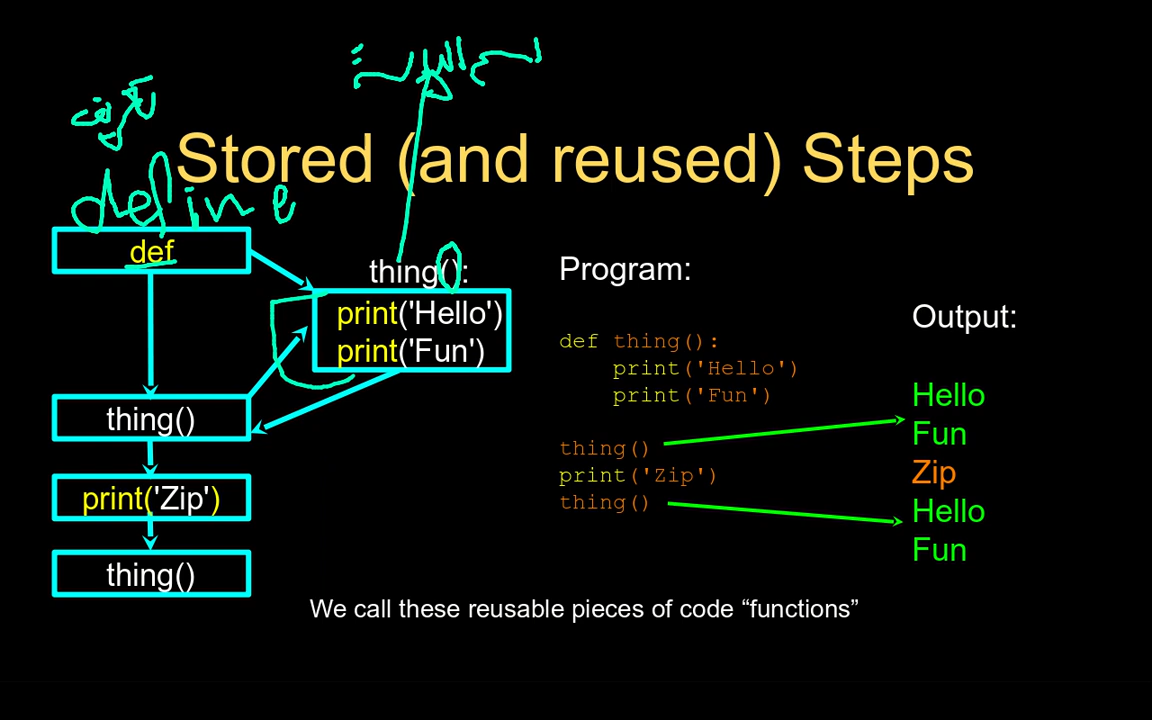 Stored (and reused) Steps
define
def
thing():
print('Hello')
print('Fun')
thing()
print('Zip')
thing()
Program:
def thing():
    print('Hello')
    print('Fun')
thing()
print('Zip')
thing()
Output:
Hello
Fun
Zip
Hello
Fun
We call these reusable pieces of code “functions”